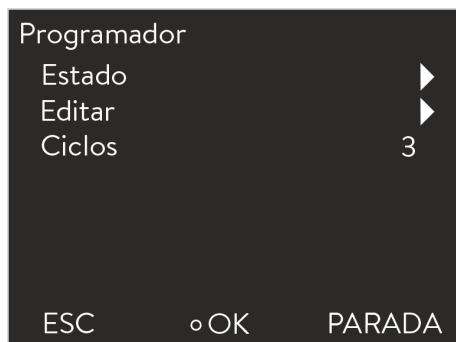 Programador
Estado
Editar
Ciclos 3
ESC OK PARADA